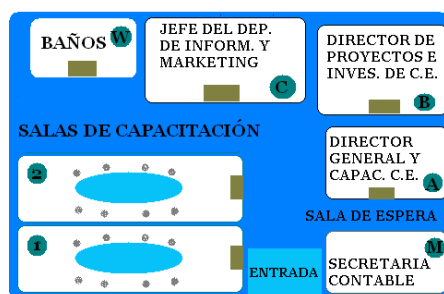 BAÑOS W
JEFE DEL DEP.
DE INFORM. Y
MARKETING
C
DIRECTOR DE
PROYECTOS E
INVES. DE C.E.
B
SALAS DE CAPACITACIÓN
DIRECTOR
GENERAL Y
CAPAC. C.E.
A
2
SALA DE ESPERA
1
ENTRADA
M
SECRETARIA
CONTABLE